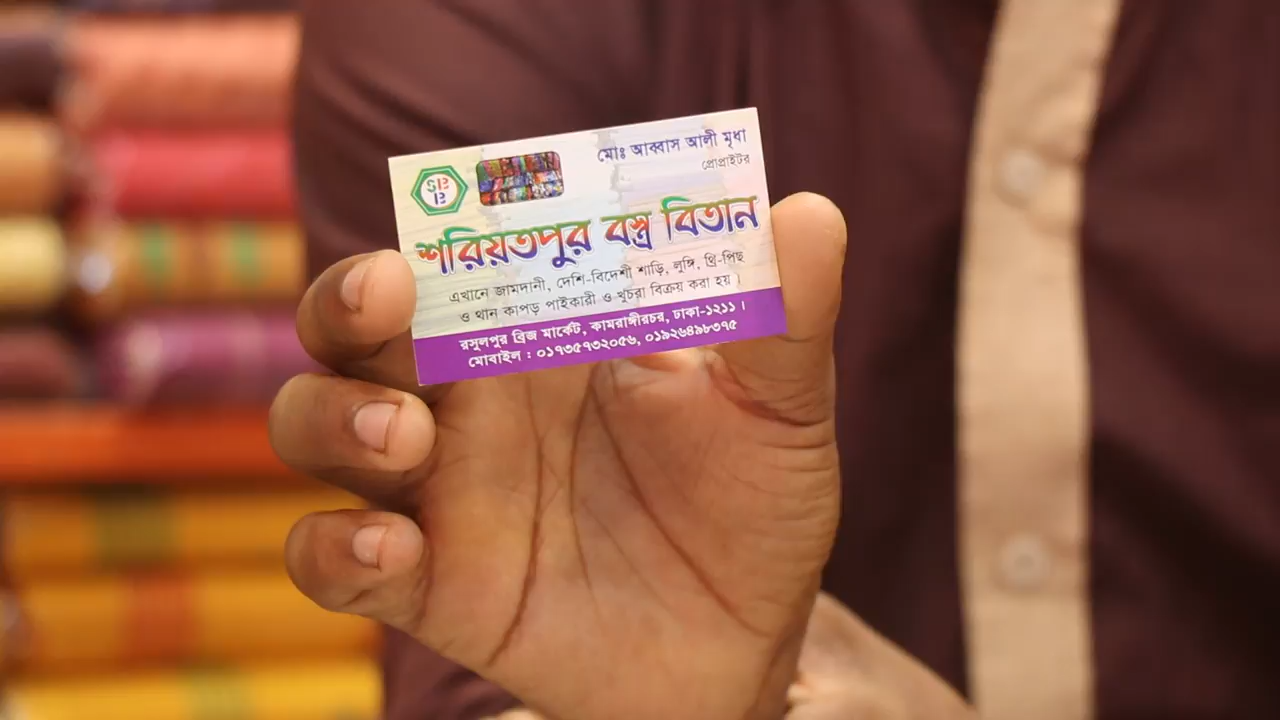 SBB
মোঃ আব্বাস আলী মৃধা
প্রোপ্রাইটর
শরিয়তপুর বস্ত্র বিতান
এখানে জামদানী, দেশি-বিদেশী শাড়ি, লুঙ্গি, থ্রি-পিছ
ও থান কাপড় পাইকারী ও খুচরা বিক্রয় করা হয় ।
রসুলপুর ব্রিজ মার্কেট, কামরাঙ্গীরচর, ঢাকা-১২১১ ।
মোবাইল : ০১৭৩৫৭৩২০৫৬, ০১৯২৬৪৯৮৩৭৫